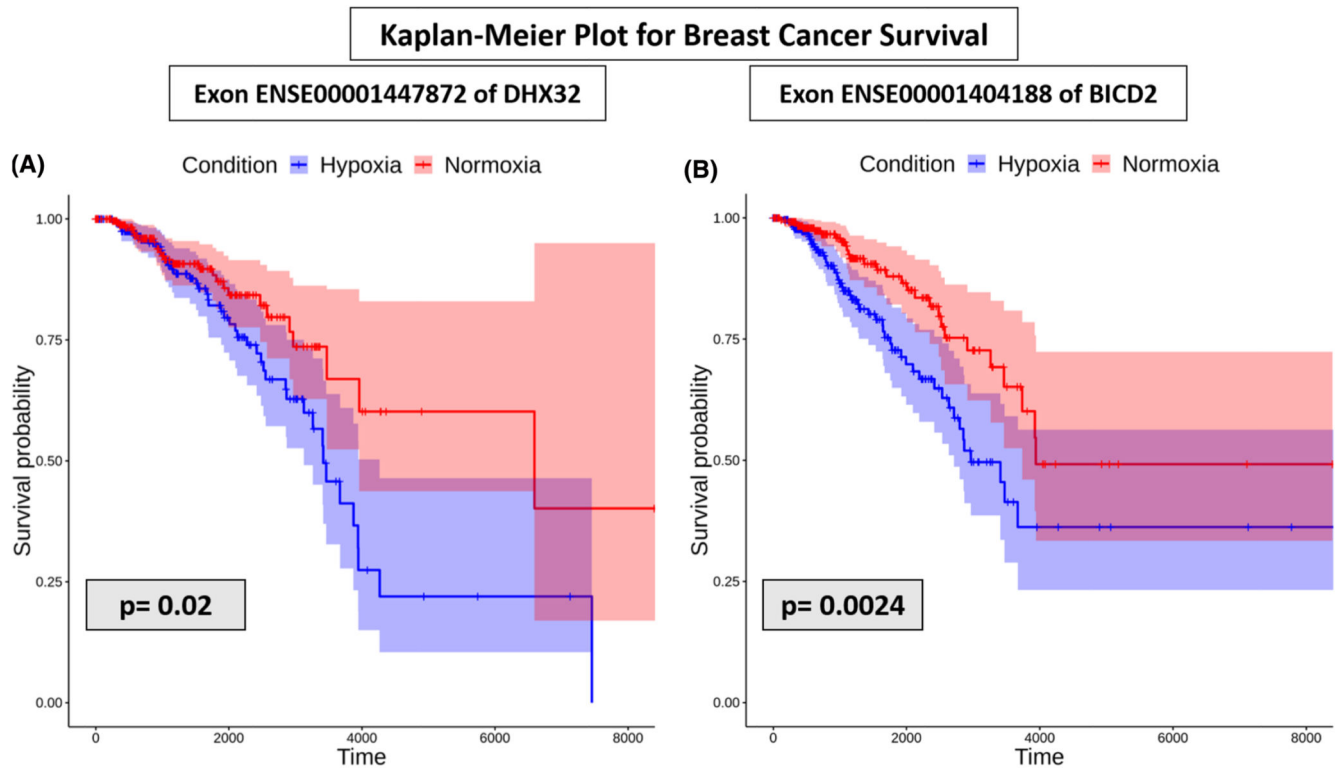 Kaplan-Meier Plot for Breast Cancer Survival
Exon ENSE00001447872 of DHX32
Exon ENSE00001404188 of BICD2
(A)
Condition Hypoxia Normoxia
Survival probability
1.00
0.75
0.50
0.25
0.00
p= 0.02
0 2000 4000 6000 8000
Time
(B)
Condition Hypoxia Normoxia
Survival probability
1.00
0.75
0.50
0.25
0.00
p= 0.0024
0 2000 4000 6000 8000
Time